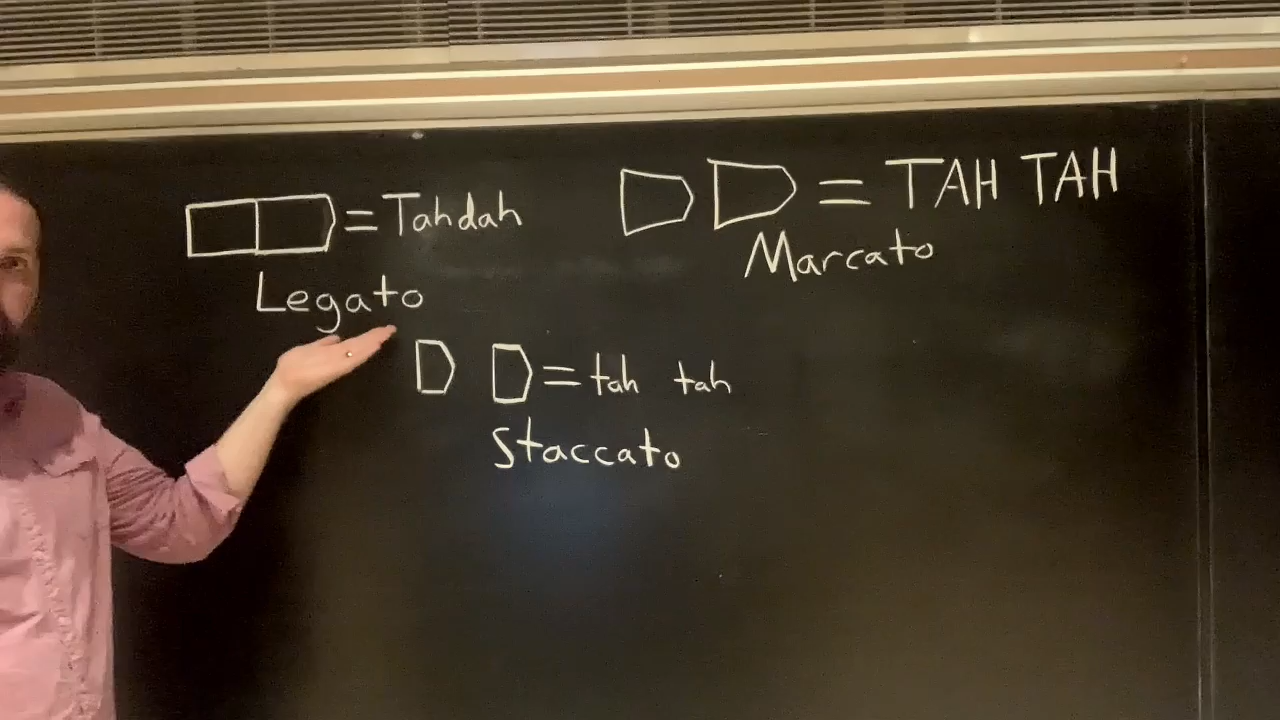 = Tahdah
Legato
= TAH TAH
Marcato
= tah tah
Staccato